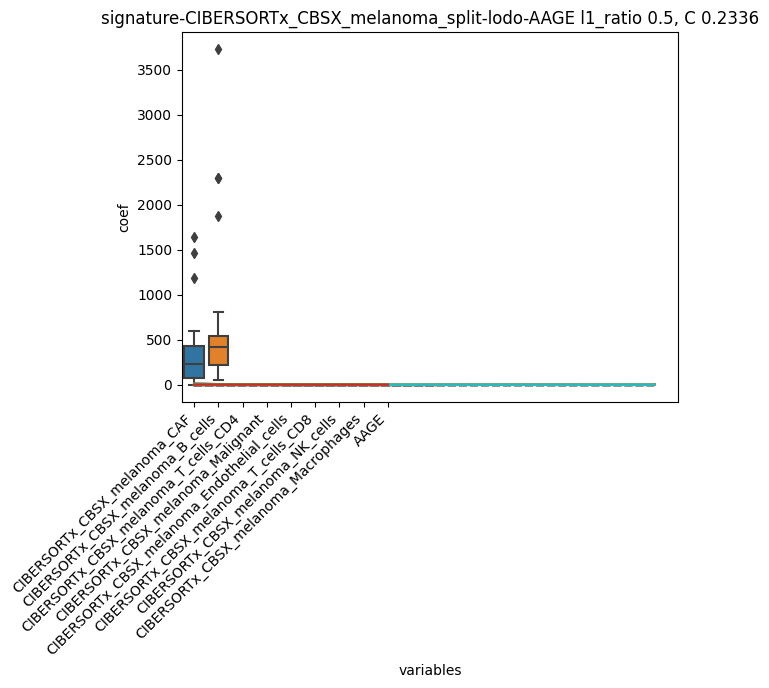 signature-CIBERSORTx_CBSX_melanoma_split-lodo-AAGE l1_ratio 0.5, C 0.2336
3500
3000
2500
2000
1500
1000
500
0
coef
CIBERSORTx_CBSX_melanoma_CAF
CIBERSORTx_CBSX_melanoma_B_cells
CIBERSORTx_CBSX_melanoma_T_cells_CD4
CIBERSORTx_CBSX_melanoma_Malignant
CIBERSORTx_CBSX_melanoma_Endothelial_cells
CIBERSORTx_CBSX_melanoma_T_cells_CD8
CIBERSORTx_CBSX_melanoma_NK_cells
CIBERSORTx_CBSX_melanoma_Macrophages
AAGE
variables